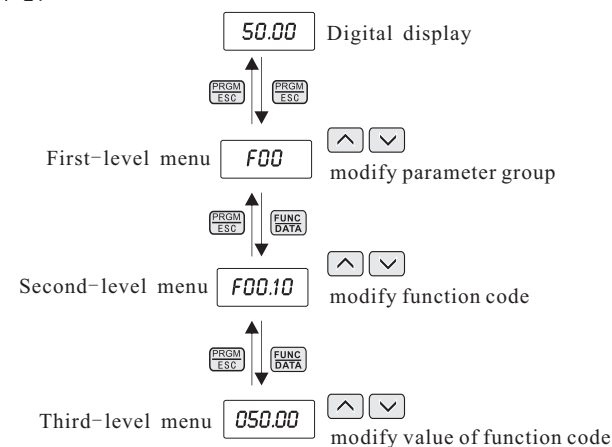 50.00 Digital display
PRGM PRGM
ESC ESC
First-level menu F00
modify parameter group
PRGM FUNC
ESC DATA
Second-level menu F00.10
modify function code
PRGM FUNC
ESC DATA
Third-level menu 050.00
modify value of function code